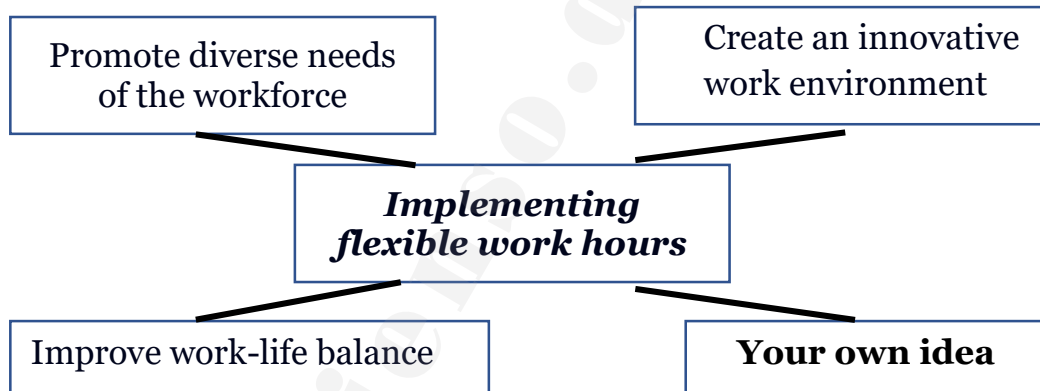 Promote diverse needs
of the workforce
Create an innovative
work environment
Implementing
flexible work hours
Improve work-life balance
Your own idea